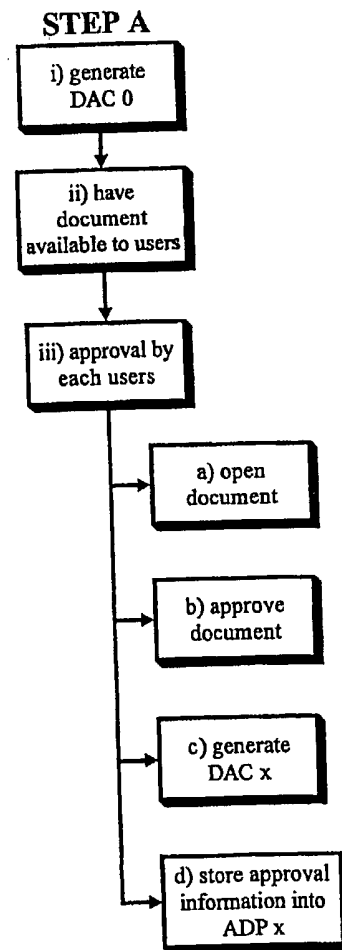 STEP A
i) generate
DAC 0
ii) have
document
available to users
iii) approval by
each users
a) open
document
b) approve
document
c) generate
DAC x
d) store approval
information into
ADP x